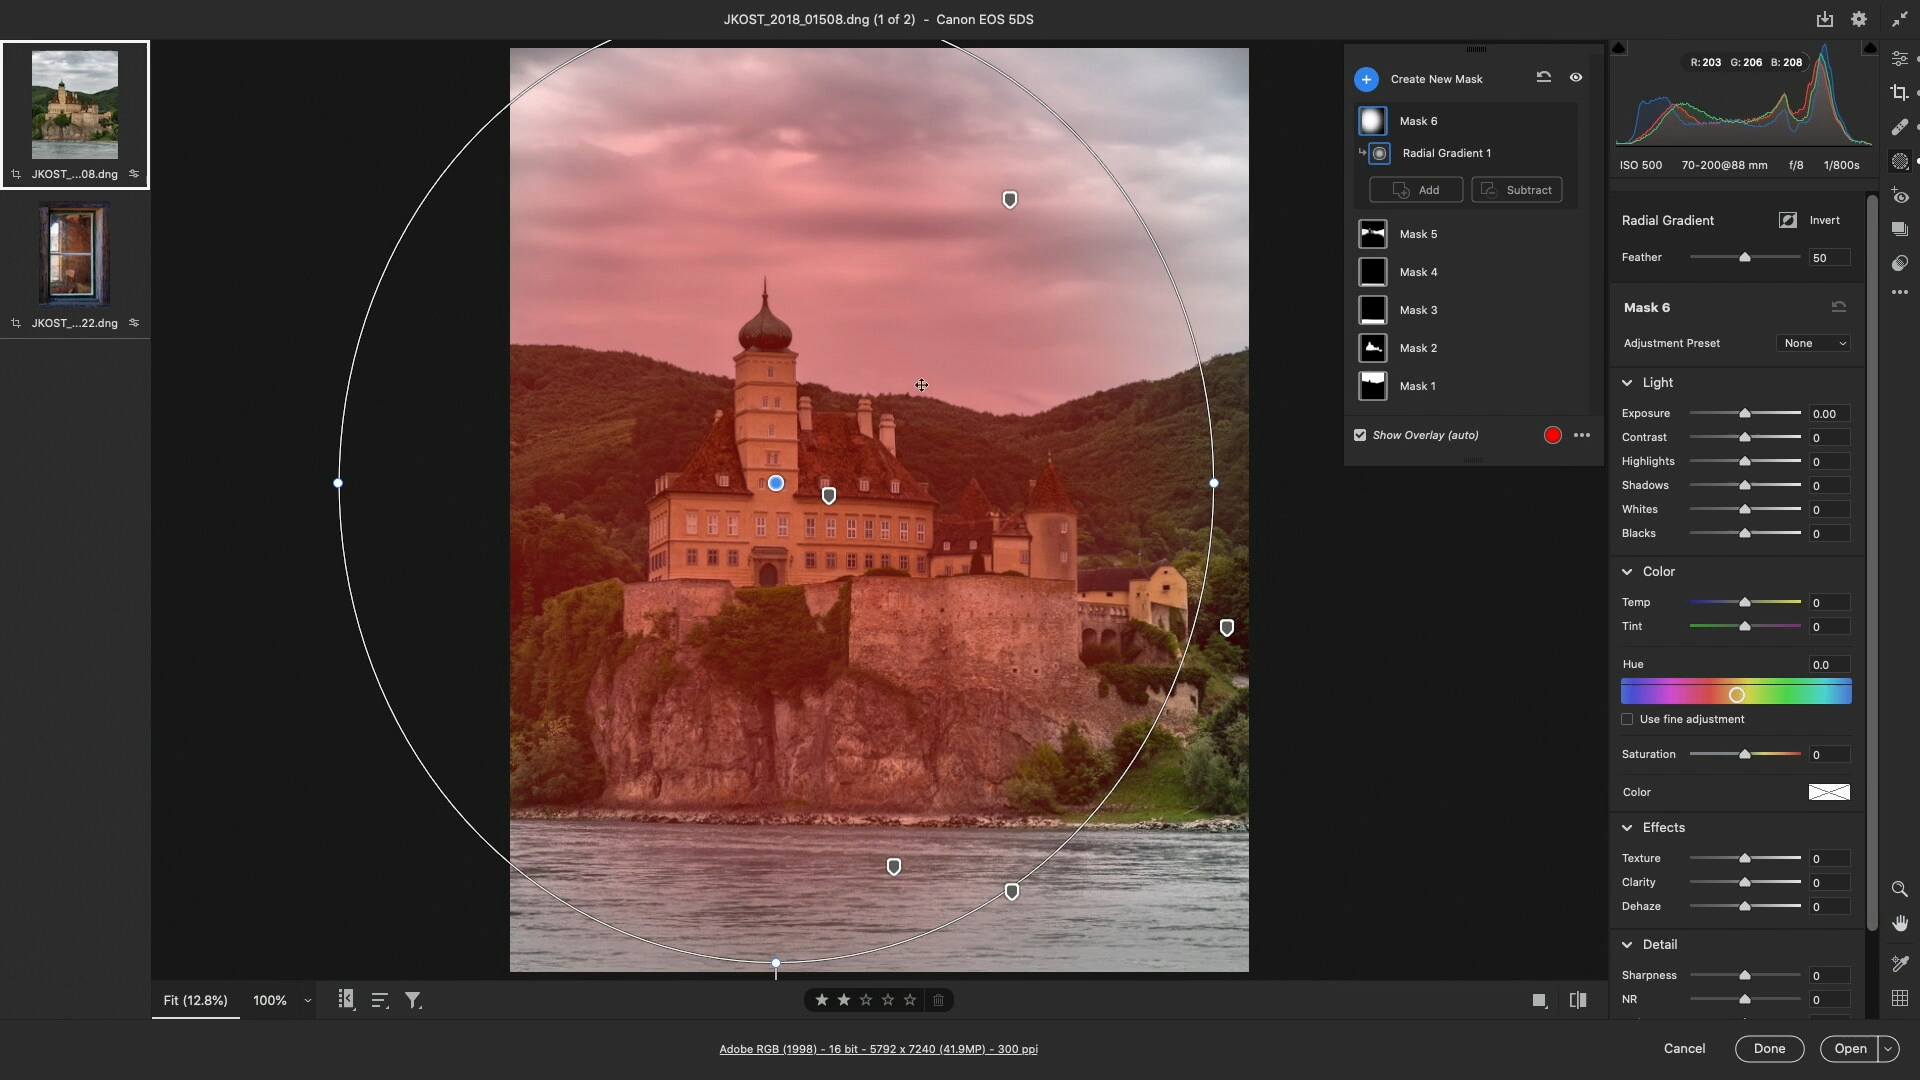 JKOST_2018_01508.dng (1 of 2) - Canon EOS 5DS
JKOST_...08.dng
JKOST_...22.dng
Create New Mask
Mask 6
Radial Gradient 1
Add Subtract
Mask 5
Mask 4
Mask 3
Mask 2
Mask 1
Show Overlay (auto)
R: 203 G: 206 B: 208
ISO 500 70-200@88 mm f/8 1/800s
Radial Gradient Invert
Feather 50
Mask 6
Adjustment Preset None
Light
Exposure 0.00
Contrast 0
Highlights 0
Shadows 0
Whites 0
Blacks 0
Color
Temp 0
Tint 0
Hue 0.0
Use fine adjustment
Saturation 0
Color
Effects
Texture 0
Clarity 0
Dehaze 0
Detail
Sharpness 0
NR 0
Fit (12.8%) 100%
Adobe RGB (1998) - 16 bit - 5792 x 7240 (41.9MP) - 300 ppi
Cancel Done Open